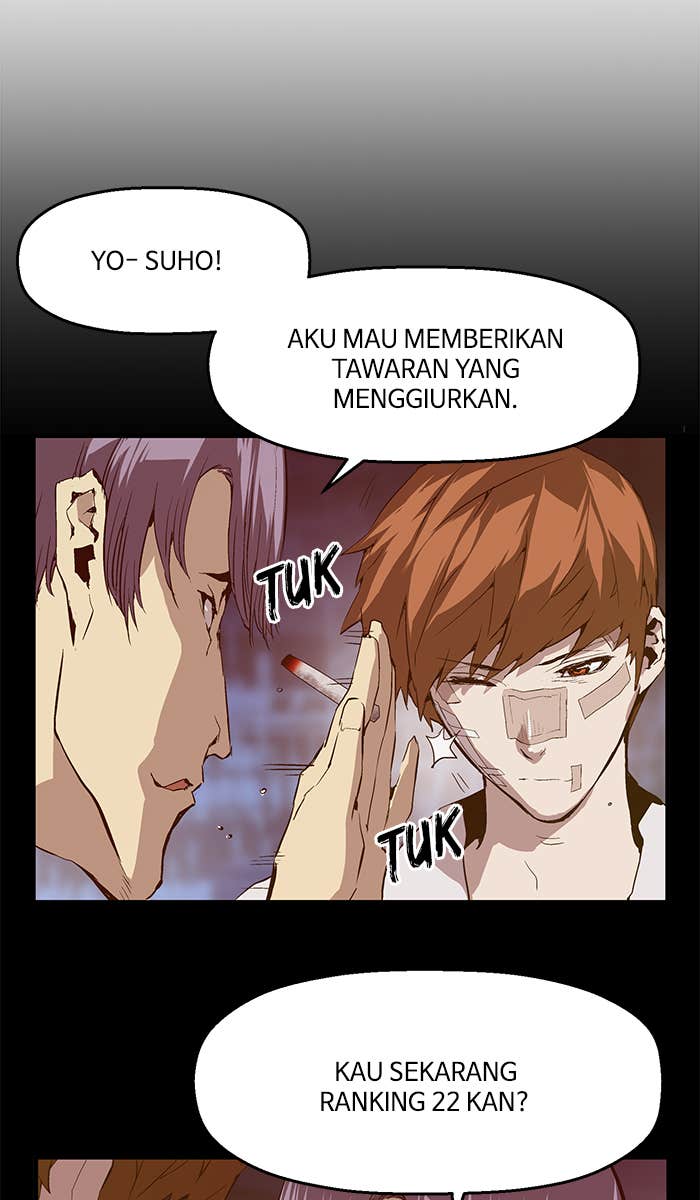 YO- SUHO!
AKU MAU MEMBERIKAN
TAWARAN YANG
MENGGIURKAN.
TUK
TUK
KAU SEKARANG
RANKING 22 KAN?